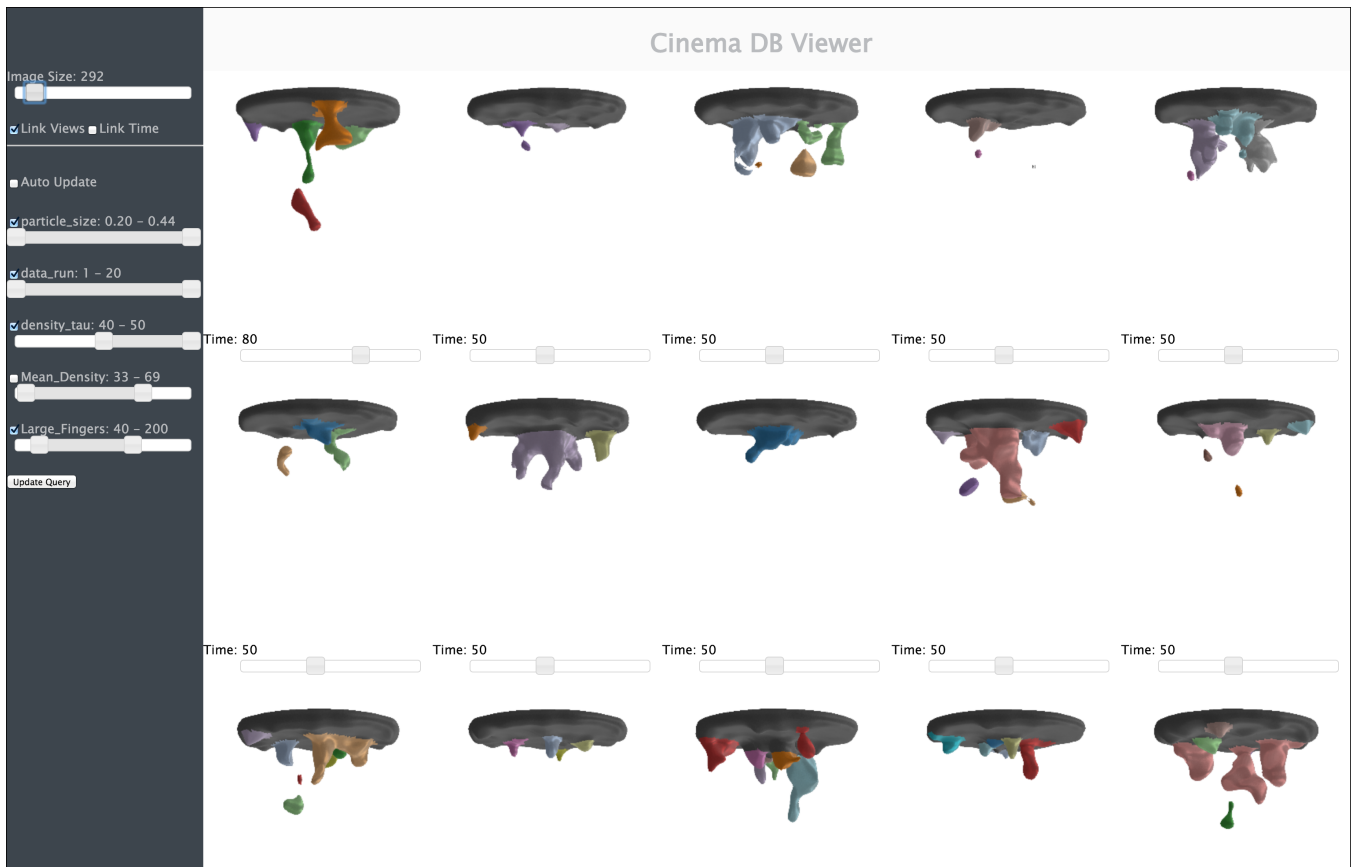 Cinema DB Viewer
Image Size: 292
Link Views Link Time
Auto Update
particle_size: 0.20 – 0.44
data_run: 1 – 20
density_tau: 40 – 50
Mean_Density: 33 – 69
Large_Fingers: 40 – 200
Update Query
Time: 80 Time: 50 Time: 50 Time: 50 Time: 50
Time: 50 Time: 50 Time: 50 Time: 50 Time: 50